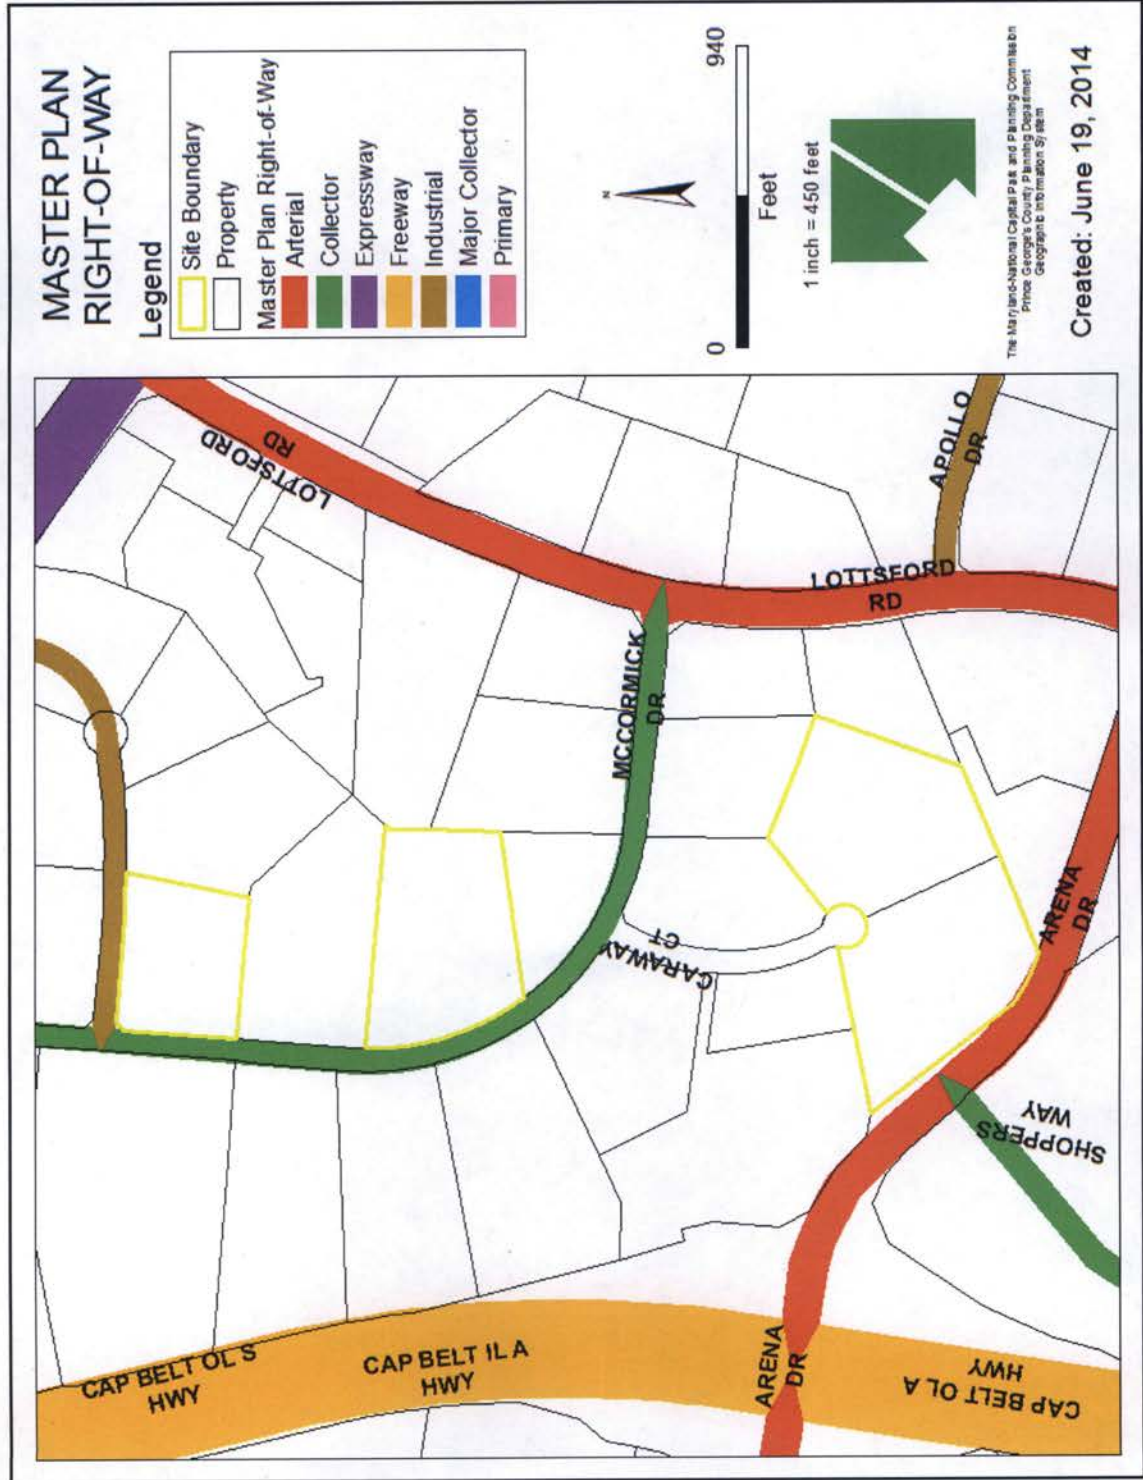 MASTER PLAN
RIGHT-OF-WAY
Legend
Site Boundary
Property
Master Plan Right-of-Way
Arterial
Collector
Expressway
Freeway
Industrial
Major Collector
Primary
N
0
940
Feet
1 inch = 450 feet
The Maryland-National Capital Park and Planning Commission
Prince George's County Planning Department
Geographic Information System
Created: June 19, 2014
LOTTSFORD
RD
APOLLO
DR
LOTTSFORD
RD
MCCORMICK
DR
CARAWAY
CT
ARENA
DR
SHOPPERS
WAY
CAP BELT OL S
HWY
CAP BELT IL A
HWY
ARENA
DR
CAP BELT OL A
HWY